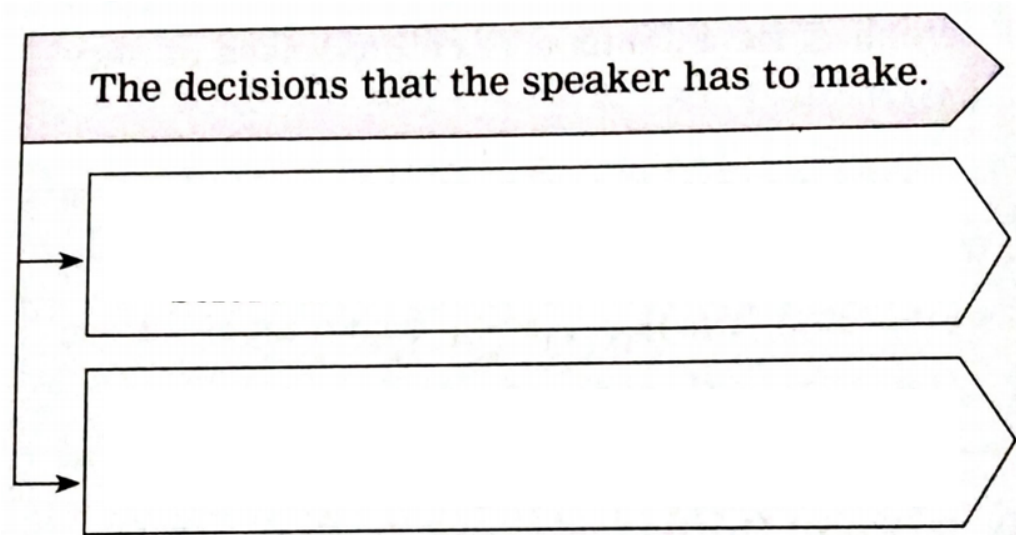 The decisions that the speaker has to make.